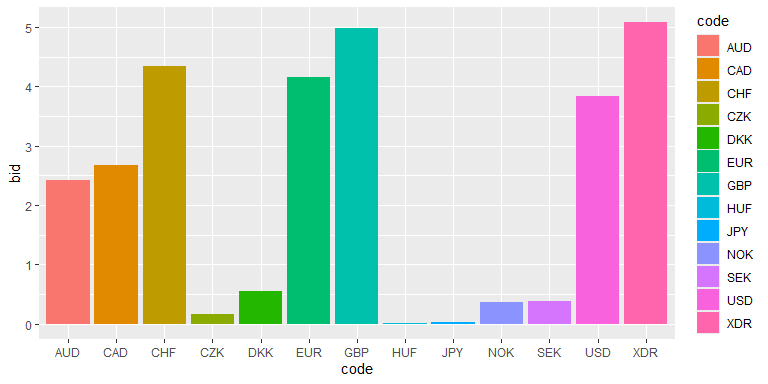 bid
5
4
3
2
1
0
AUD CAD CHF CZK DKK EUR GBP HUF JPY NOK SEK USD XDR
code
code
AUD
CAD
CHF
CZK
DKK
EUR
GBP
HUF
JPY
NOK
SEK
USD
XDR